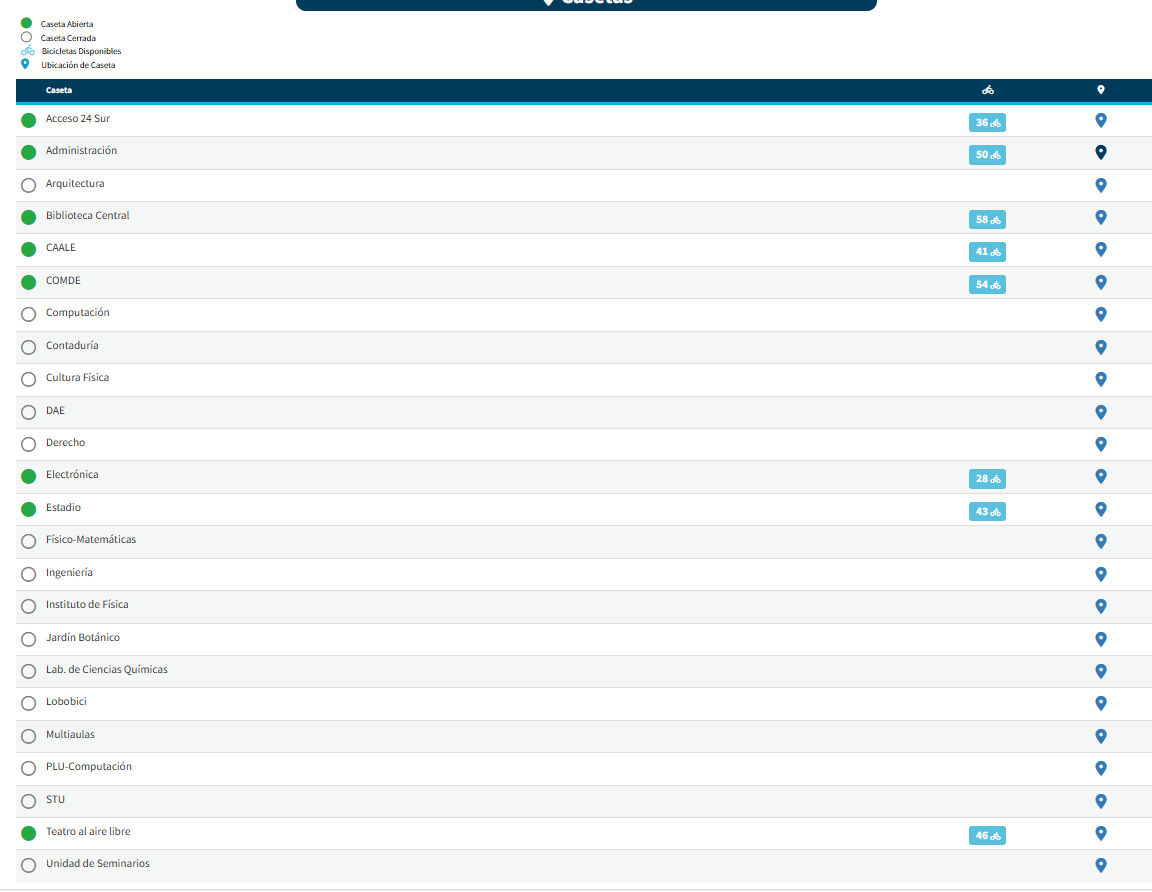 Casetas
Caseta Abierta
Caseta Cerrada
Bicicletas Disponibles
Ubicación de Caseta
Caseta
Acceso 24 Sur 36
Administración 50
Arquitectura
Biblioteca Central 58
CAALE 41
COMDE 54
Computación
Contaduría
Cultura Física
DAE
Derecho
Electrónica 28
Estadio 43
Físico-Matemáticas
Ingeniería
Instituto de Física
Jardín Botánico
Lab. de Ciencias Químicas
Lobobici
Multiaulas
PLU-Computación
STU
Teatro al aire libre 46
Unidad de Seminarios